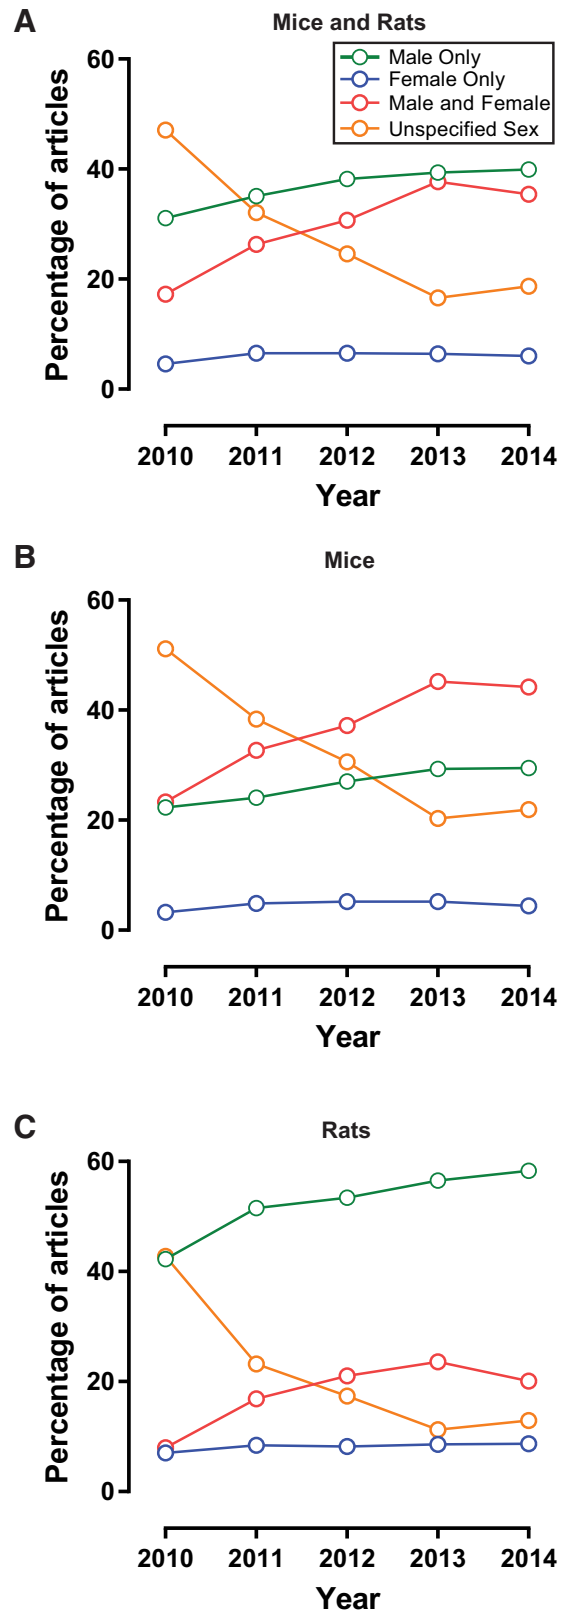 A
Mice and Rats
Male Only
Female Only
Male and Female
Unspecified Sex
Percentage of articles
60
40
20
0
2010 2011 2012 2013 2014
Year
B
Mice
Percentage of articles
60
40
20
0
2010 2011 2012 2013 2014
Year
C
Rats
Percentage of articles
60
40
20
0
2010 2011 2012 2013 2014
Year